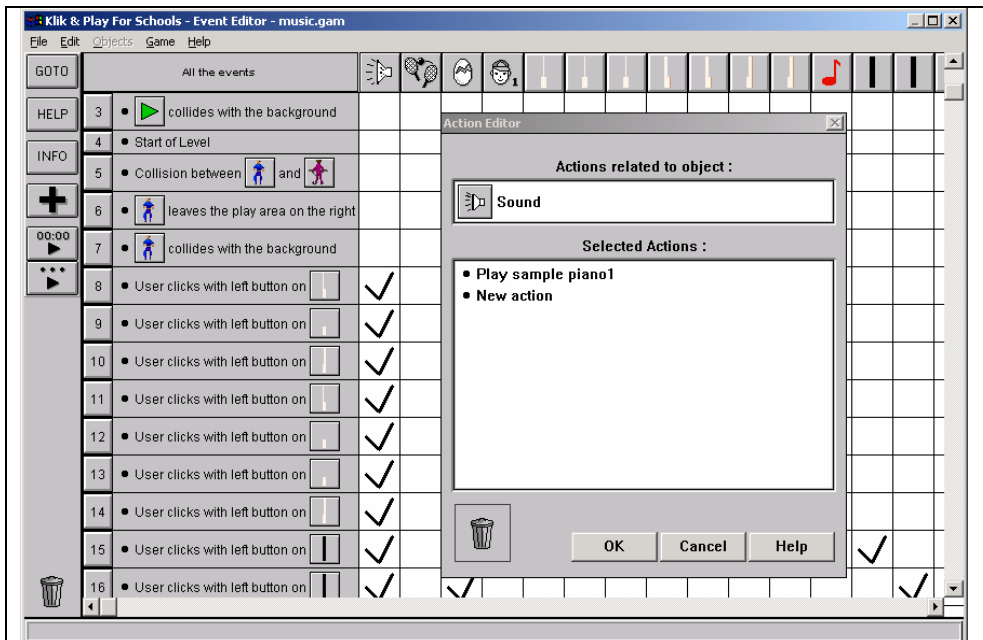 Klik & Play For Schools - Event Editor - music.gam
File Edit Objects Game Help
GOTO
All the events
1
HELP
3 • collides with the background
4 • Start of Level
INFO
5 • Collision between and
6 • leaves the play area on the right
00:00
7 • collides with the background
8 • User clicks with left button on
9 • User clicks with left button on
10 • User clicks with left button on
11 • User clicks with left button on
12 • User clicks with left button on
13 • User clicks with left button on
14 • User clicks with left button on
15 • User clicks with left button on
16 • User clicks with left button on
Action Editor
Actions related to object :
Sound
Selected Actions :
• Play sample piano1
• New action
OK Cancel Help